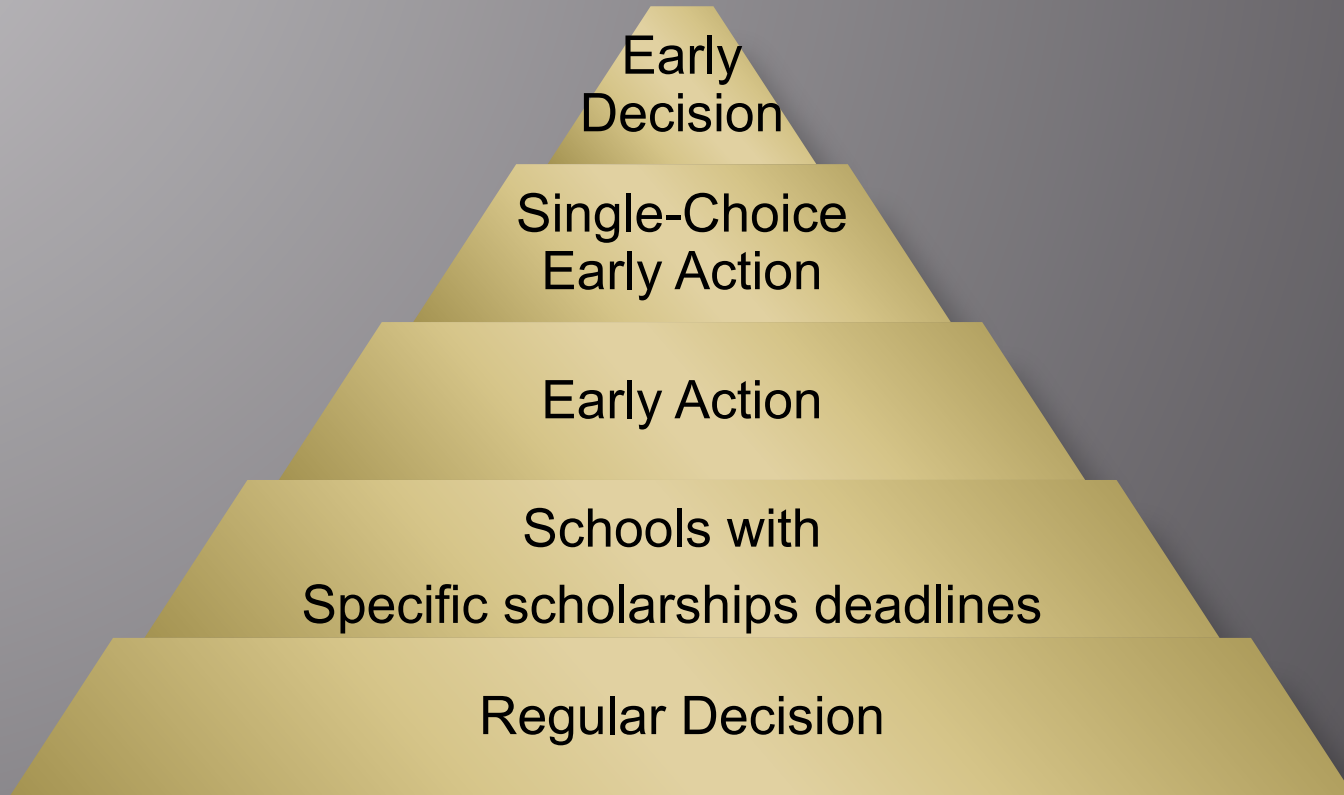 Early
Decision
Single-Choice
Early Action
Early Action
Schools with
Specific scholarships deadlines
Regular Decision